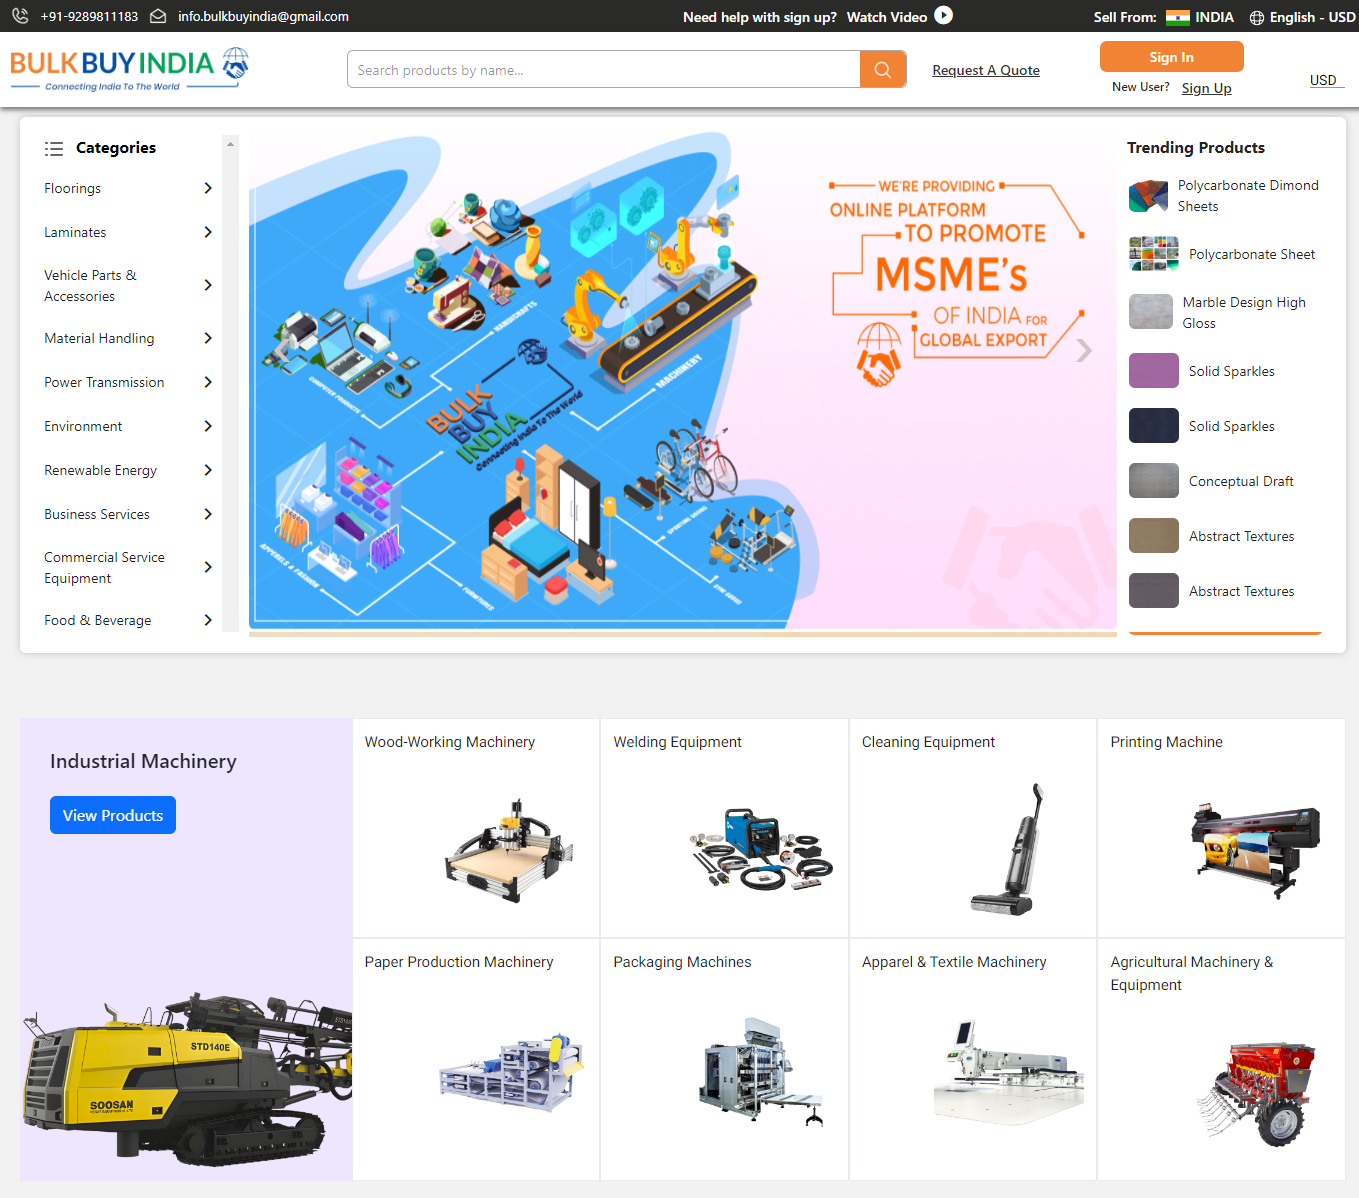 +91-9289811183 info.bulkbuyindia@gmail.com Need help with sign up? Watch Video Sell From: INDIA English - USD
BULKBUYINDIA
Connecting India To The World
Search products by name...
Request A Quote
Sign In
New User? Sign Up
USD
Categories
Floorings
Laminates
Vehicle Parts &
Accessories
Material Handling
Power Transmission
Environment
Renewable Energy
Business Services
Commercial Service
Equipment
Food & Beverage
HANDICRAFTS
COMPUTER PRODUCTS
MACHINERY
BULK
BUY
INDIA
Connecting India To The World
APPERELS & FASHION
FURNITURES
SPORTING GOODS
GYM GOODS
WE'RE PROVIDING
ONLINE PLATFORM
TO PROMOTE
MSME's
OF INDIA FOR
GLOBAL EXPORT
Trending Products
Polycarbonate Dimond
Sheets
Polycarbonate Sheet
Marble Design High
Gloss
Solid Sparkles
Solid Sparkles
Conceptual Draft
Abstract Textures
Abstract Textures
Industrial Machinery
View Products
STD140E
SOOSAN
Wood-Working Machinery
Welding Equipment
Cleaning Equipment
Printing Machine
Paper Production Machinery
Packaging Machines
Apparel & Textile Machinery
Agricultural Machinery &
Equipment